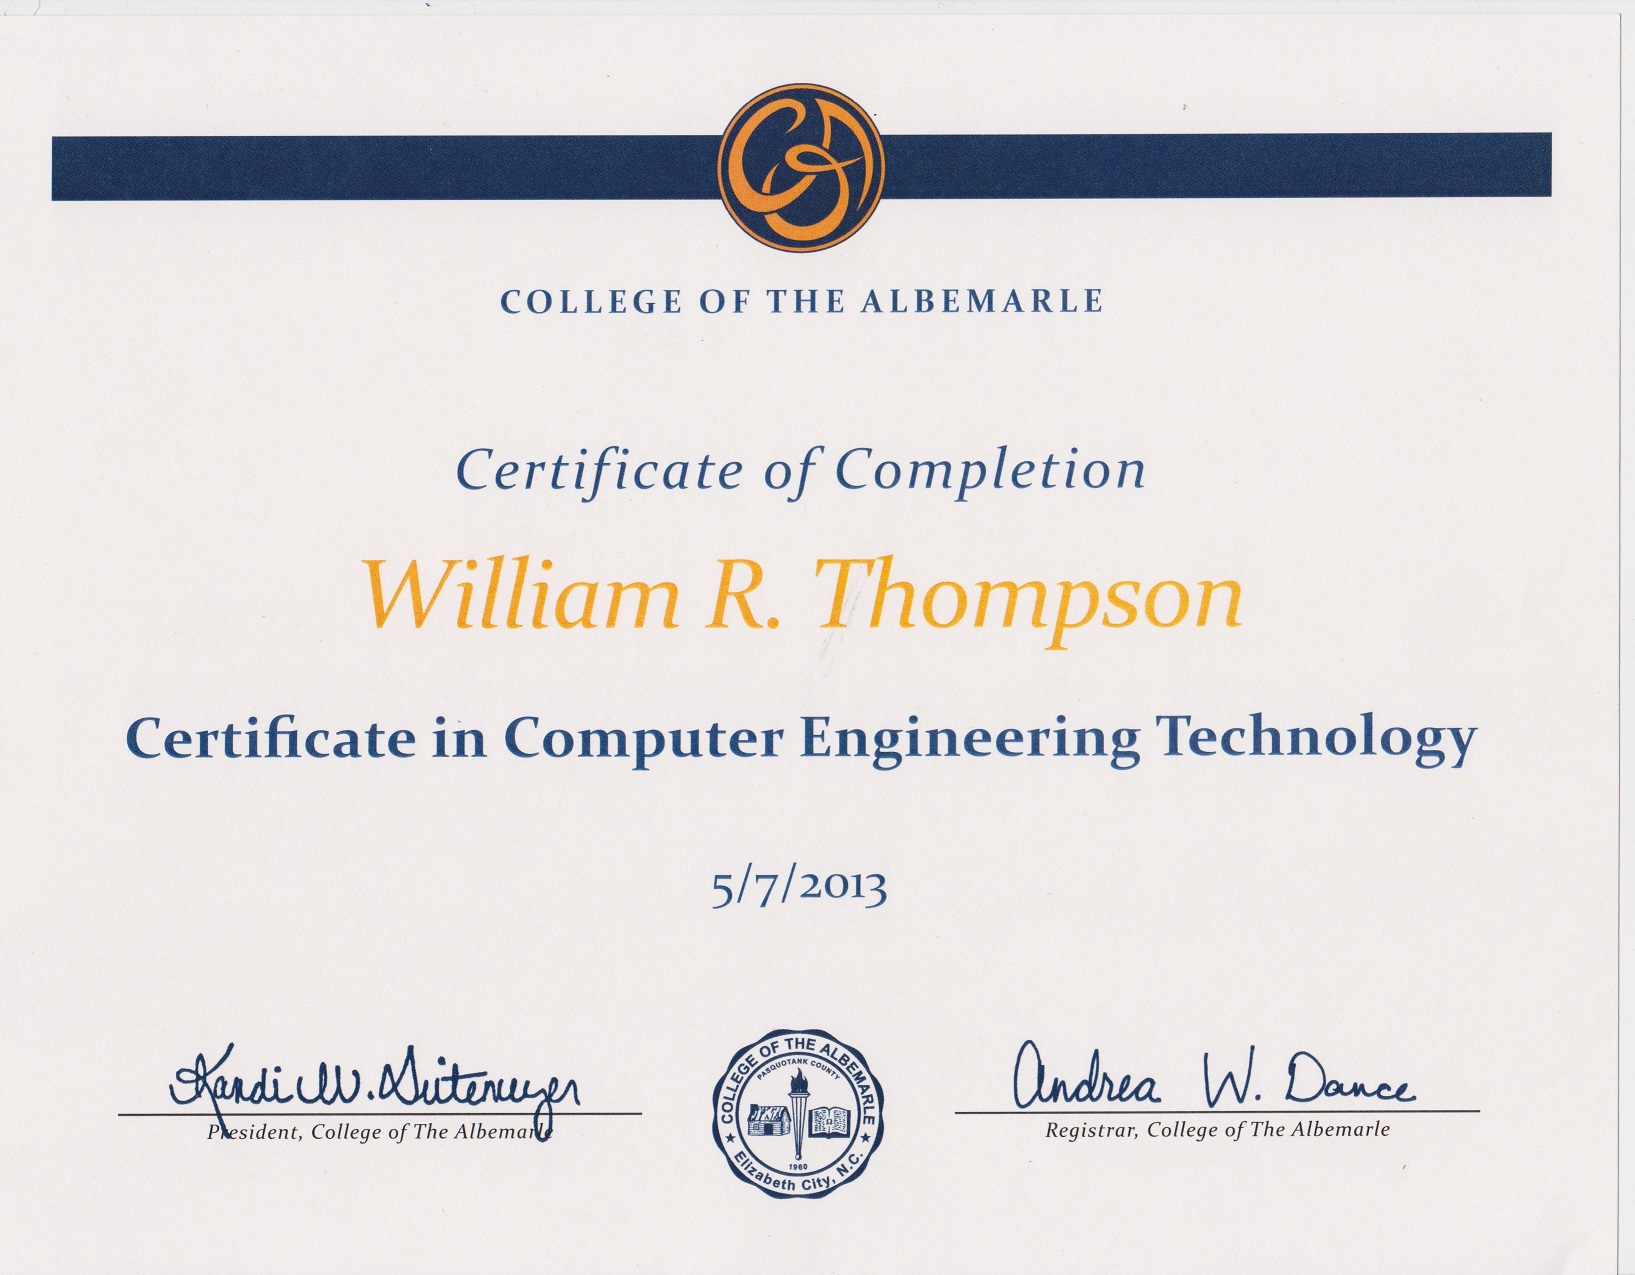 COLLEGE OF THE ALBEMARLE
Certificate of Completion
William R. Thompson
Certificate in Computer Engineering Technology
5/7/2013
Kandi W. Deitemeyer
President, College of The Albemarle
COLLEGE OF THE ALBEMARLE
PASQUOTANK COUNTY
1960
Elizabeth City, N.C.
Andrea W. Dance
Registrar, College of The Albemarle